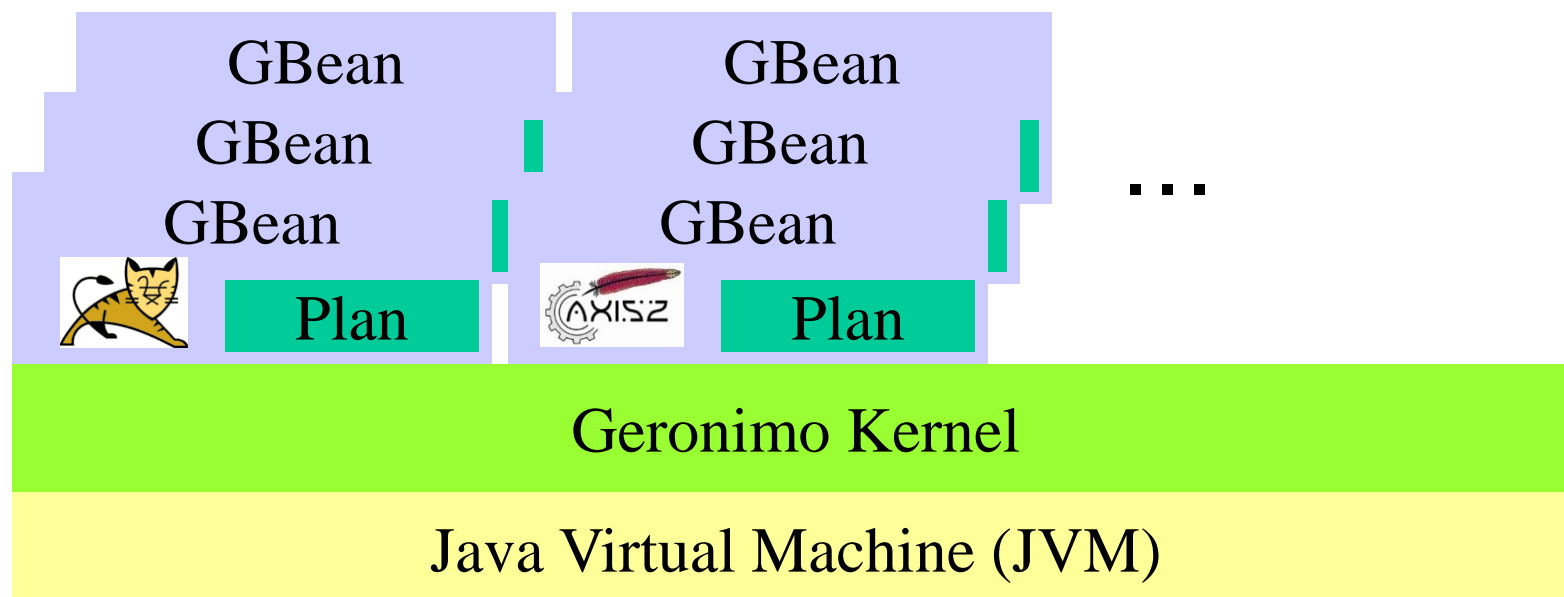 GBean GBean
GBean GBean
...
GBean GBean
AXIS2
Plan Plan
Geronimo Kernel
Java Virtual Machine (JVM)